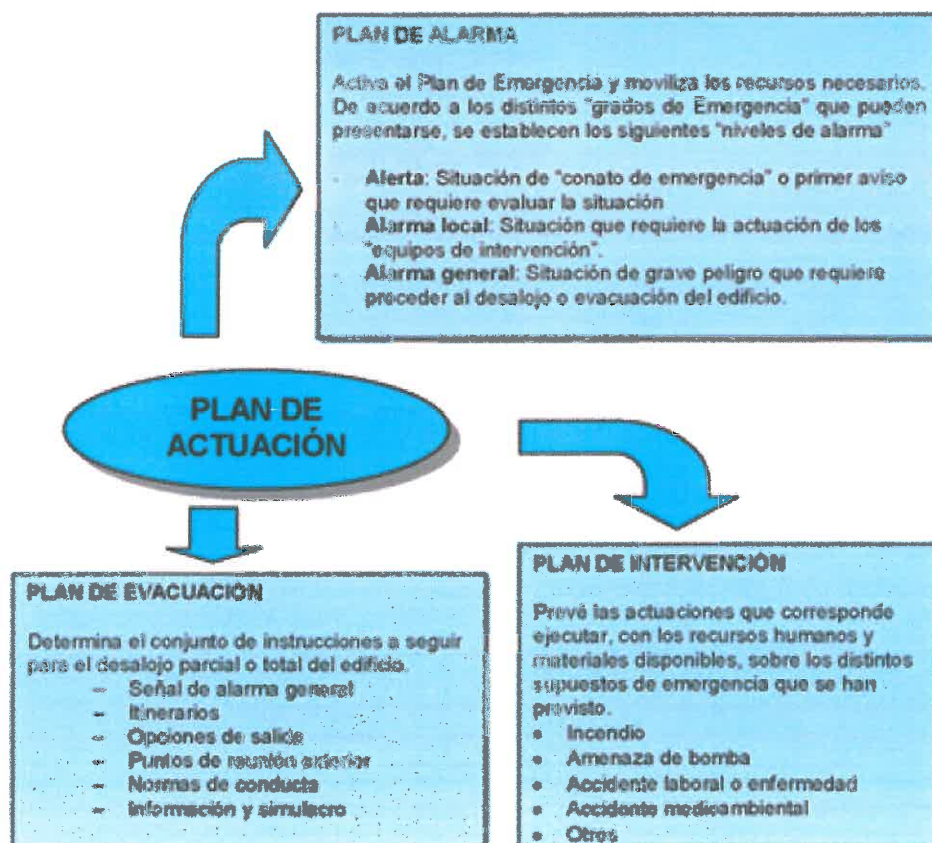 PLAN DE ALARMA
Activa el Plan de Emergencia y moviliza los recursos necesarios.
De acuerdo a los distintos "grados de Emergencia" que pueden
presentarse, se establecen los siguientes "niveles de alarma"
- Alerta: Situación de "conato de emergencia" o primer aviso
que requiere evaluar la situación
- Alarma local: Situación que requiere la actuación de los
"equipos de intervención".
- Alarma general: Situación de grave peligro que requiere
proceder al desalojo o evacuación del edificio.
PLAN DE
ACTUACIÓN
PLAN DE EVACUACION
Determina el conjunto de instrucciones a seguir
para el desalojo parcial o total del edificio.
– Señal de alarma general
– Itinerarios
– Opciones de salida
– Puntos de reunión exterior
– Normas de conducta
– Información y simulacro
PLAN DE INTERVENCIÓN
Prevé las actuaciones que corresponde
ejecutar, con los recursos humanos y
materiales disponibles, sobre los distintos
supuestos de emergencia que se han
previsto.
• Incendio
• Amenaza de bomba
• Accidente laboral o enfermedad
• Accidente medioambiental
• Otros